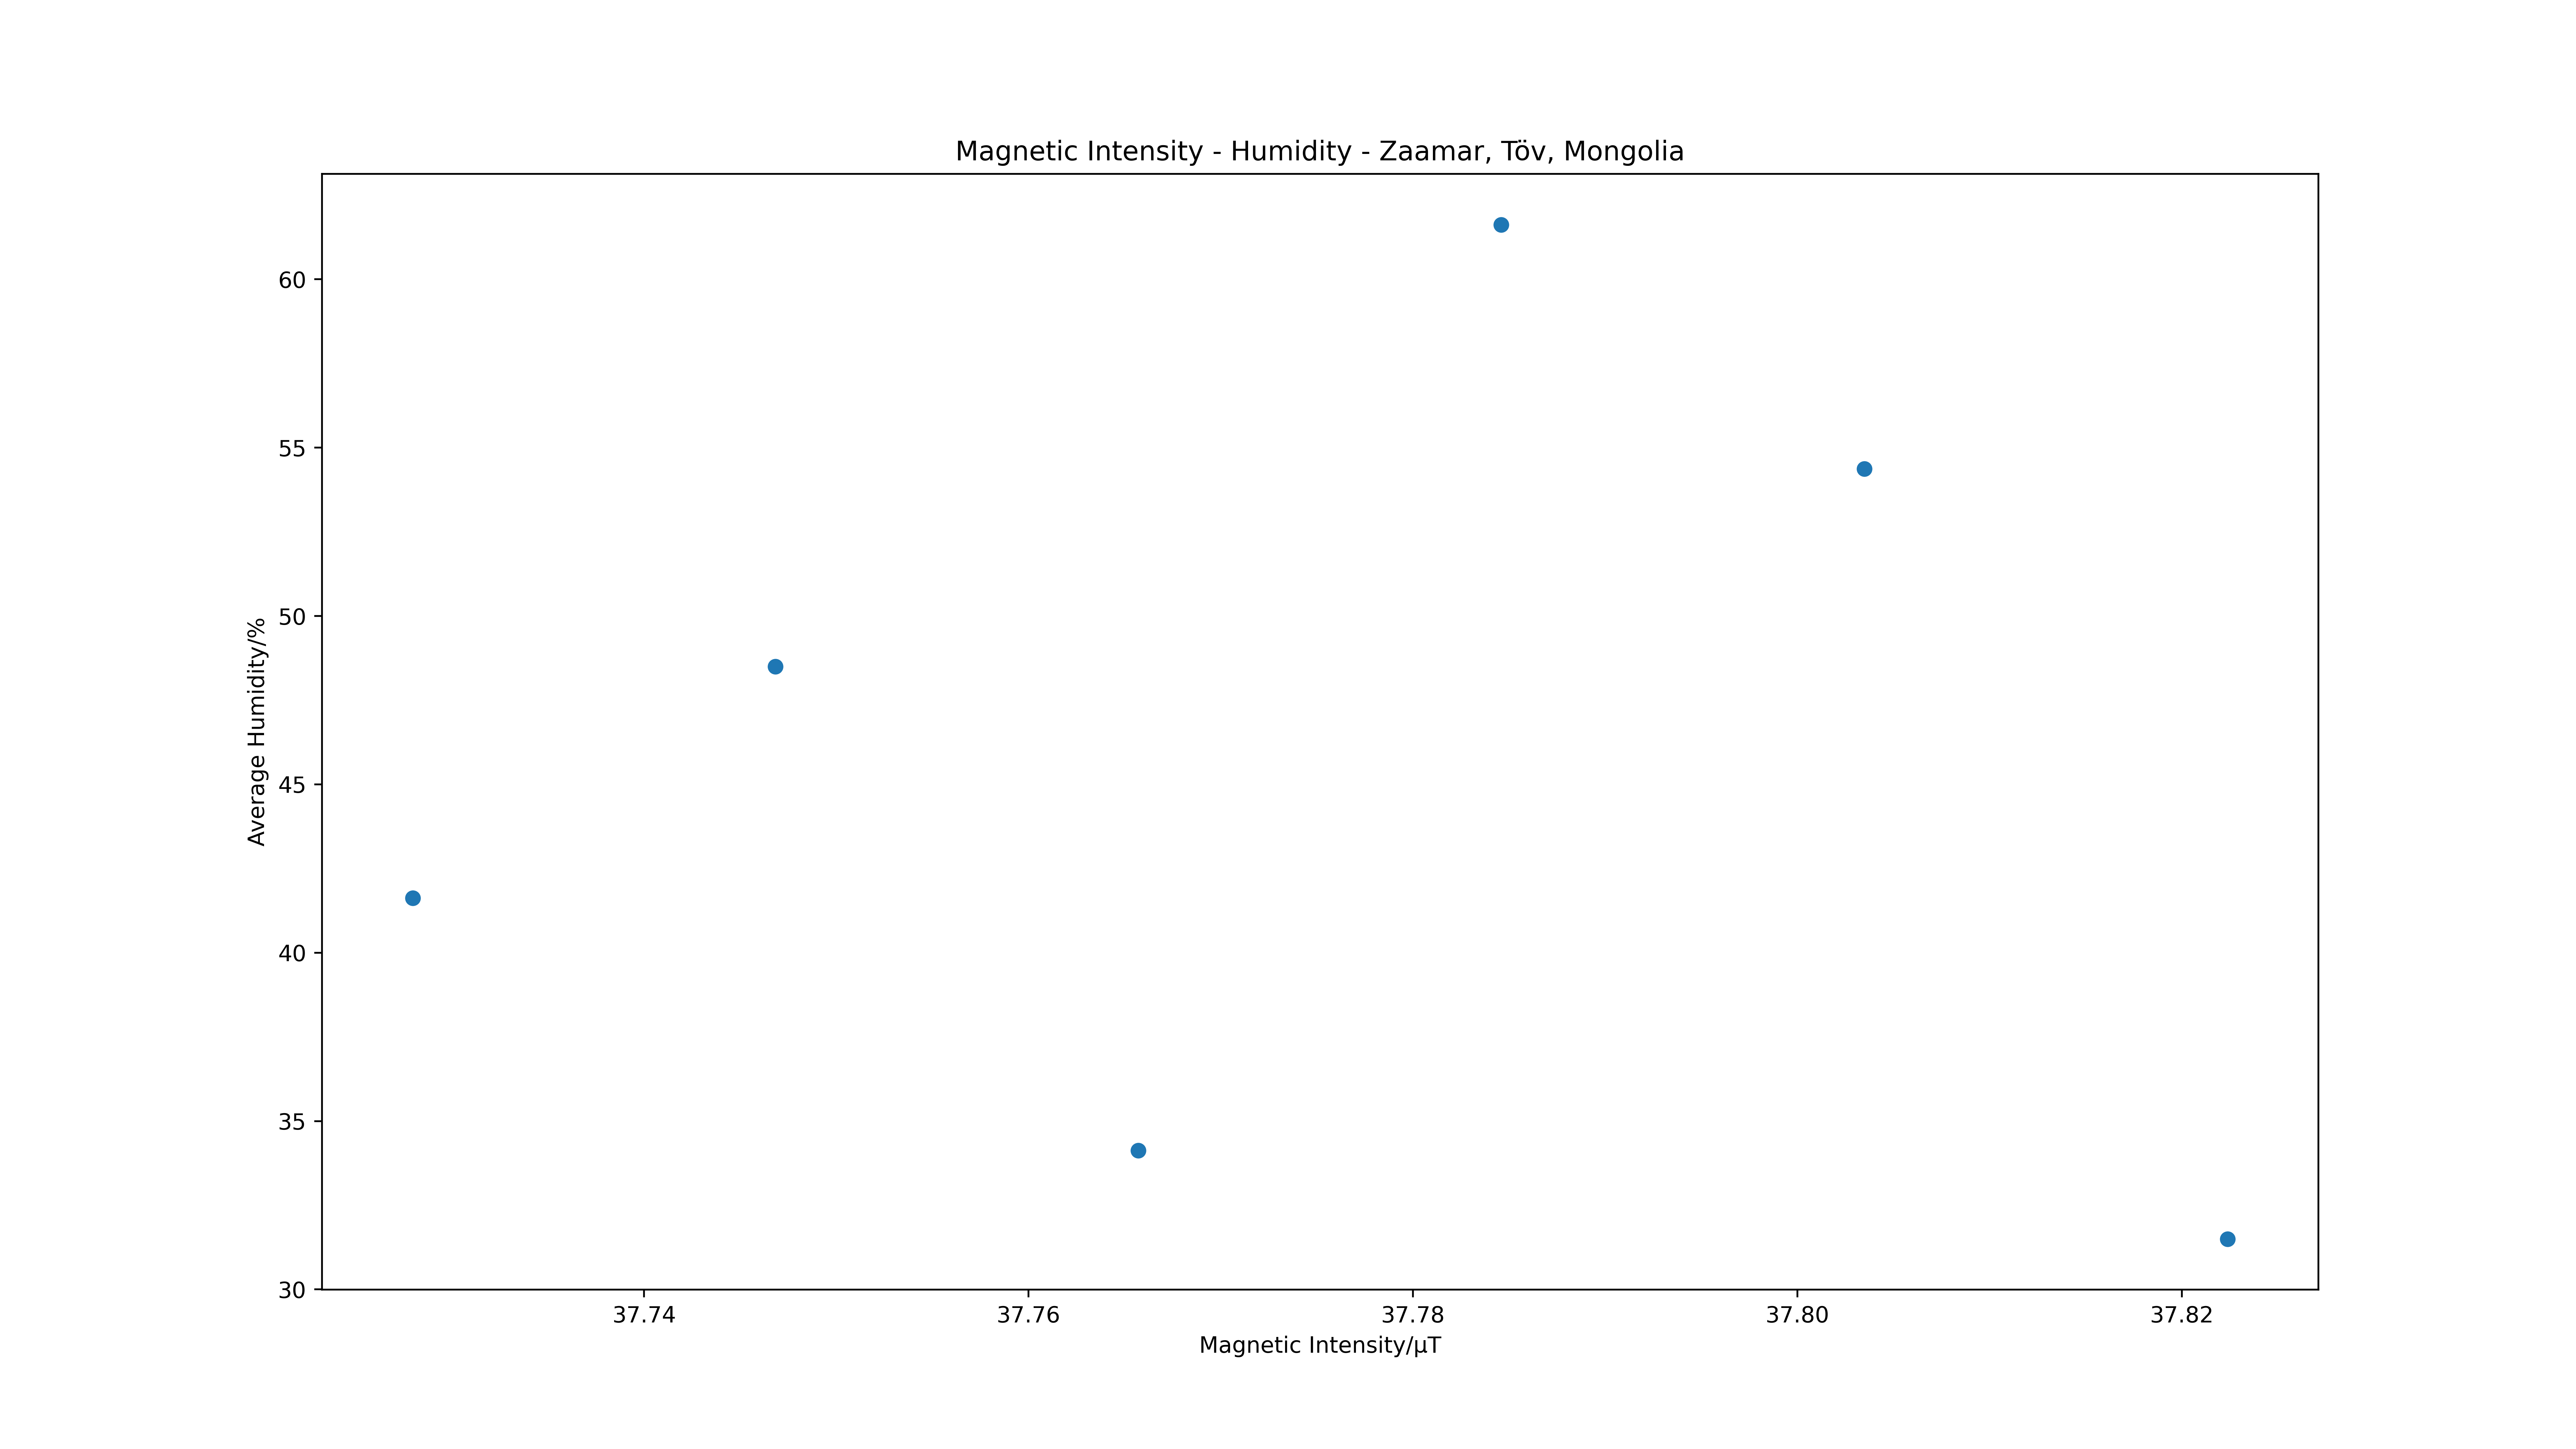 Magnetic Intensity - Humidity - Zaamar, Töv, Mongolia
60
55
50
45
40
35
30
Average Humidity/%
37.74 37.76 37.78 37.80 37.82
Magnetic Intensity/μT